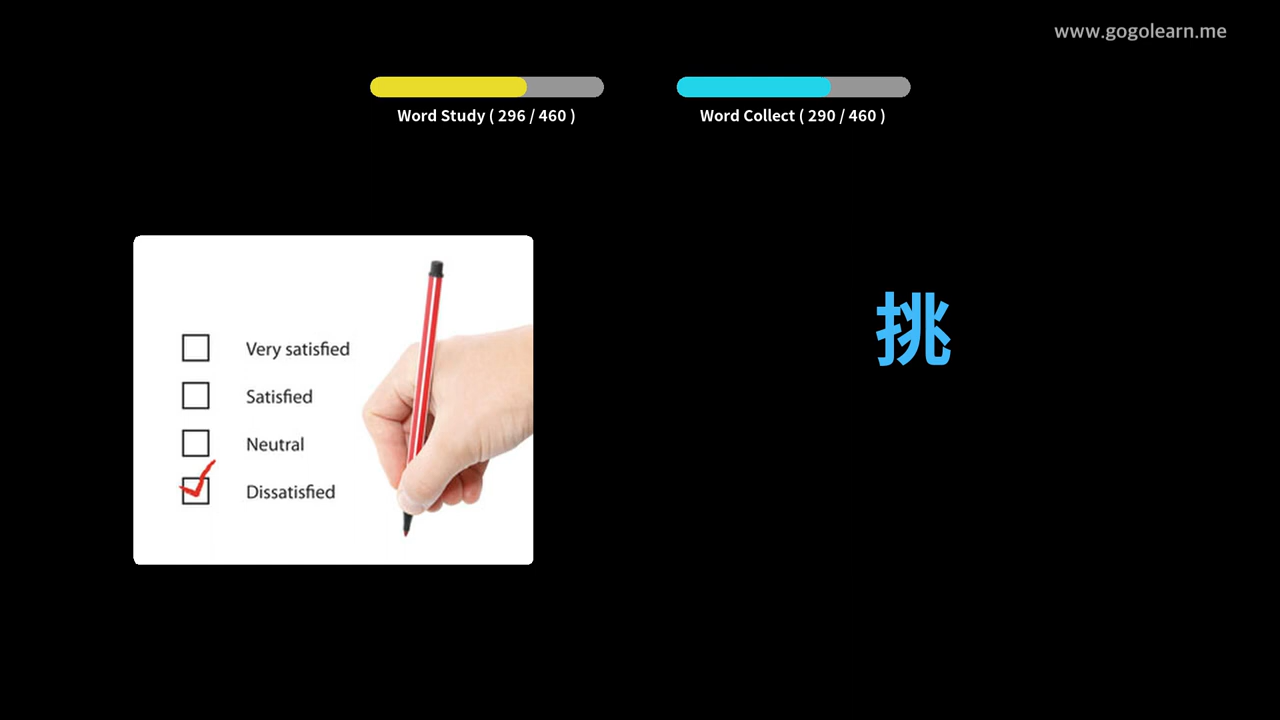 www.gogolearn.me
Word Study ( 296 / 460 )
Word Collect ( 290 / 460 )
挑
Very satisfied
Satisfied
Neutral
Dissatisfied